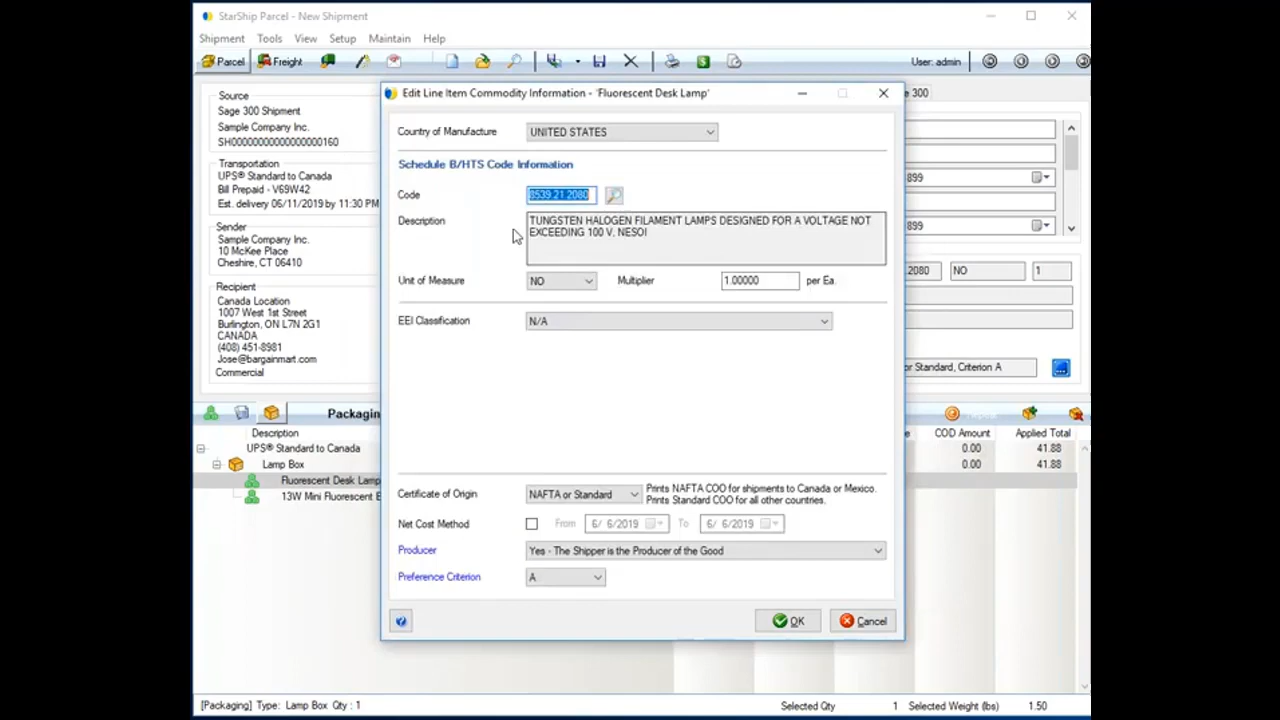 StarShip Parcel - New Shipment
Shipment Tools View Setup Maintain Help
Parcel Freight User: admin
Edit Line Item Commodity Information - 'Fluorescent Desk Lamp'
Source
Sage 300 Shipment
Sample Company Inc.
SH00000000000000000160
Transportation
UPS® Standard to Canada
Bill Prepaid - V69W42
Est. delivery 06/11/2019 by 11:30 PM
Sender
Sample Company Inc.
10 McKee Place
Cheshire, CT 06410
Recipient
Canada Location
1007 West 1st Street
Burlington, ON L7N 2G1
CANADA
(408) 451-8981
Jose@bargainmart.com
Commercial
Country of Manufacture UNITED STATES
Schedule B/HTS Code Information
Code 8539.21.2080
Description TUNGSTEN HALOGEN FILAMENT LAMPS DESIGNED FOR A VOLTAGE NOT
EXCEEDING 100 V, NESOI
Unit of Measure NO Multiplier 1.00000 per Ea.
EEI Classification N/A
Certificate of Origin NAFTA or Standard Prints NAFTA COO for shipments to Canada or Mexico.
Prints Standard COO for all other countries.
Net Cost Method From 6/ 6/2019 To 6/ 6/2019
Producer Yes - The Shipper is the Producer of the Good
Preference Criterion A
OK Cancel
e 300
899
899
.2080 NO 1
or Standard, Criterion A
Packagin
Description COD Amount Applied Total
UPS® Standard to Canada 0.00 41.88
Lamp Box 0.00 41.88
Fluorescent Desk Lamp
13W Mini Fluorescent B
[Packaging] Type: Lamp Box Qty : 1 Selected Qty 1 Selected Weight (lbs) 1.50